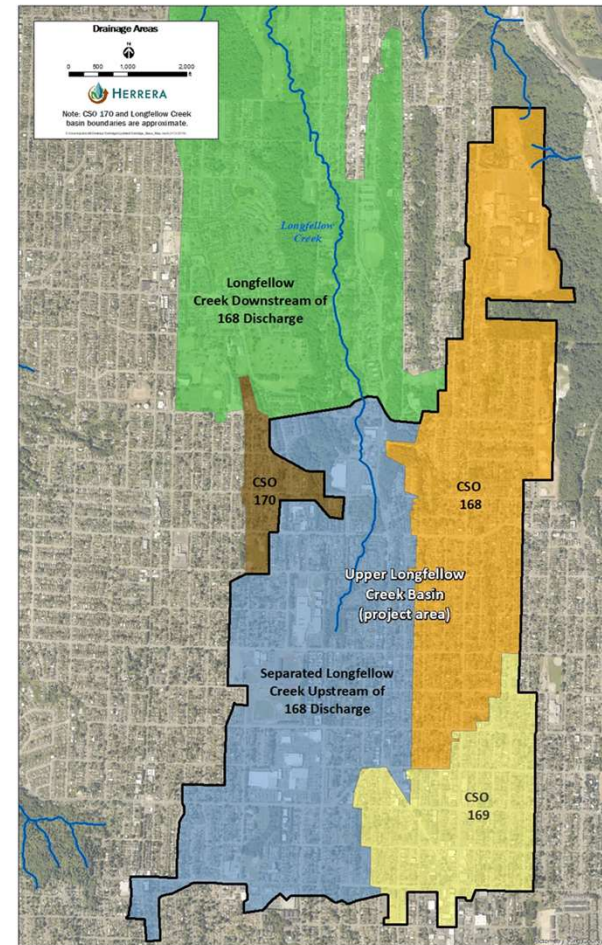 Drainage Areas
N
0 500 1,000 2,000
ft
HERRERA
Note: CSO 170 and Longfellow Creek
basin boundaries are approximate.
Longfellow
Creek
Longfellow
Creek Downstream of
168 Discharge
CSO
170
CSO
168
Upper Longfellow
Creek Basin
(project area)
Separated Longfellow
Creek Upstream of
168 Discharge
CSO
169